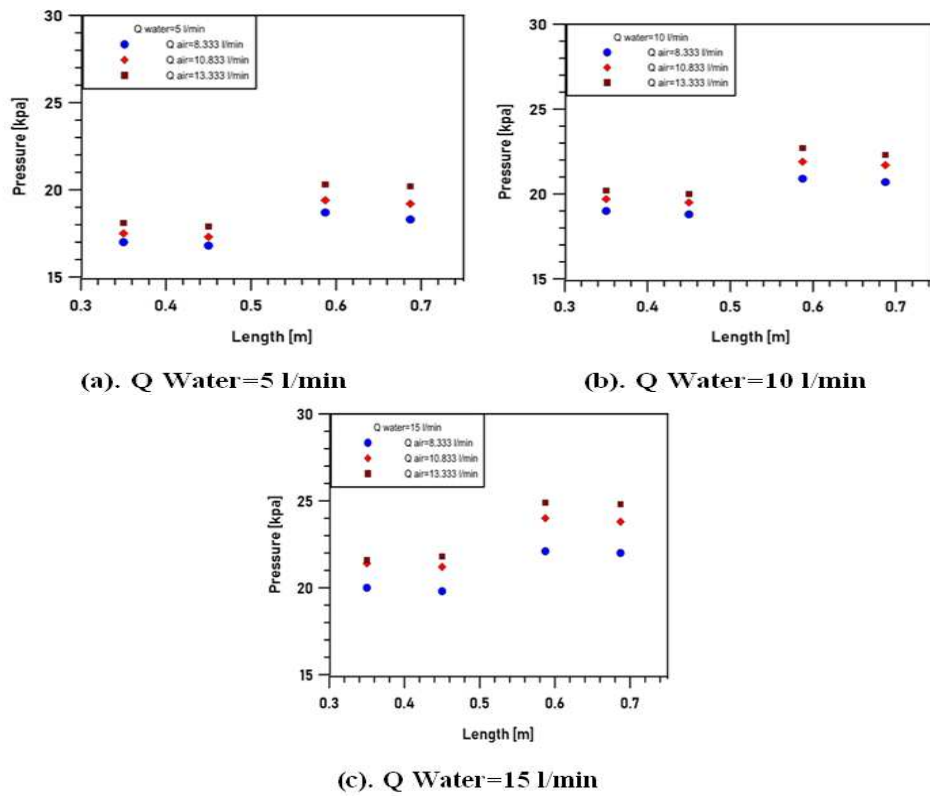 30
25
20
15
Pressure [kpa]
Q water=5 l/min
Q air=8.333 l/min
Q air=10.833 l/min
Q air=13.333 l/min
0.3 0.4 0.5 0.6 0.7
Length [m]
(a). Q Water=5 l/min
30
25
20
15
Pressure [kpa]
Q water=10 l/min
Q air=8.333 l/min
Q air=10.833 l/min
Q air=13.333 l/min
0.3 0.4 0.5 0.6 0.7
Length [m]
(b). Q Water=10 l/min
30
25
20
15
Pressure [kpa]
Q water=15 l/min
Q air=8.333 l/min
Q air=10.833 l/min
Q air=13.333 l/min
0.3 0.4 0.5 0.6 0.7
Length [m]
(c). Q Water=15 l/min